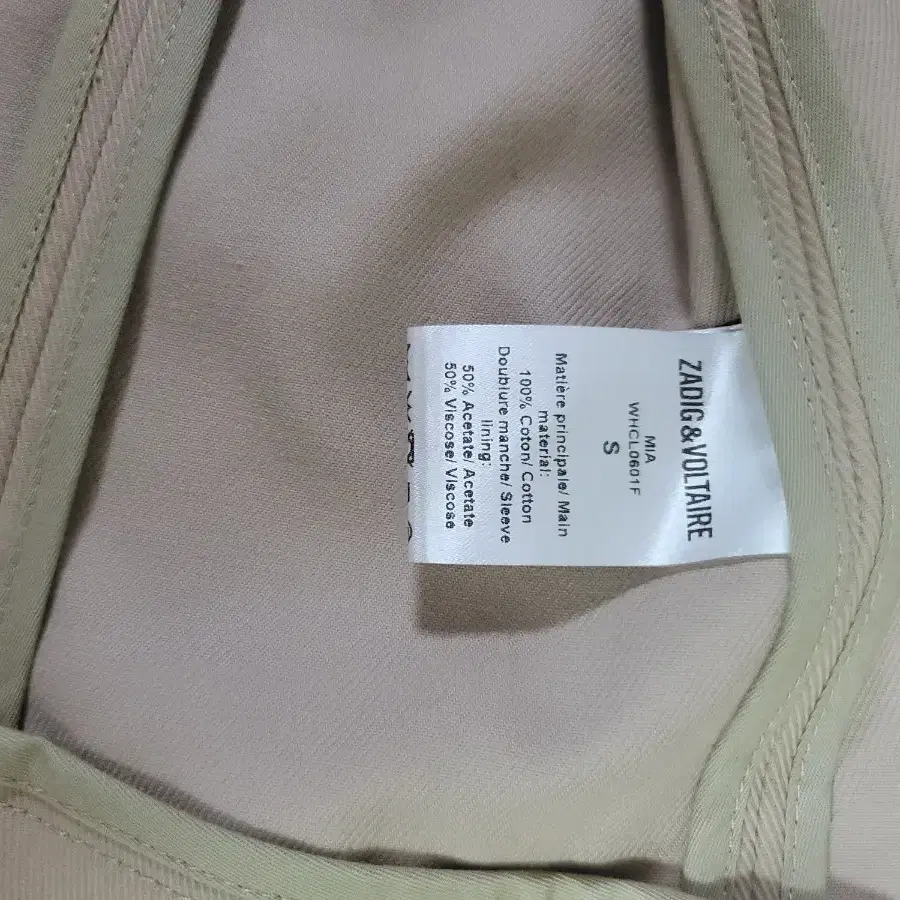 ZADIG&VOLTAIRE
MIA
WHCL0601F
S
Matière principale/ Main
material:
100% Coton/ Cotton
Doublure manche/ Sleeve
lining:
50% Acetate/ Acetate
50% Viscose/ Viscose